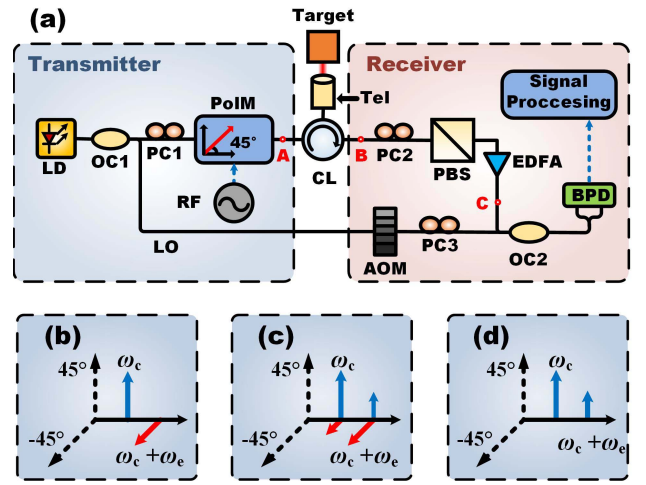 (a)
Target
Transmitter
Receiver
Tel
Signal
Proccesing
PolM
45°
LD
OC1
PC1
A
CL
B
PC2
PBS
EDFA
BPD
RF
C
LO
AOM
PC3
OC2
(b)
45°
ωc
-45°
ωc +ωe
(c)
45°
ωc
-45°
ωc +ωe
(d)
45°
ωc
-45°
ωc +ωe